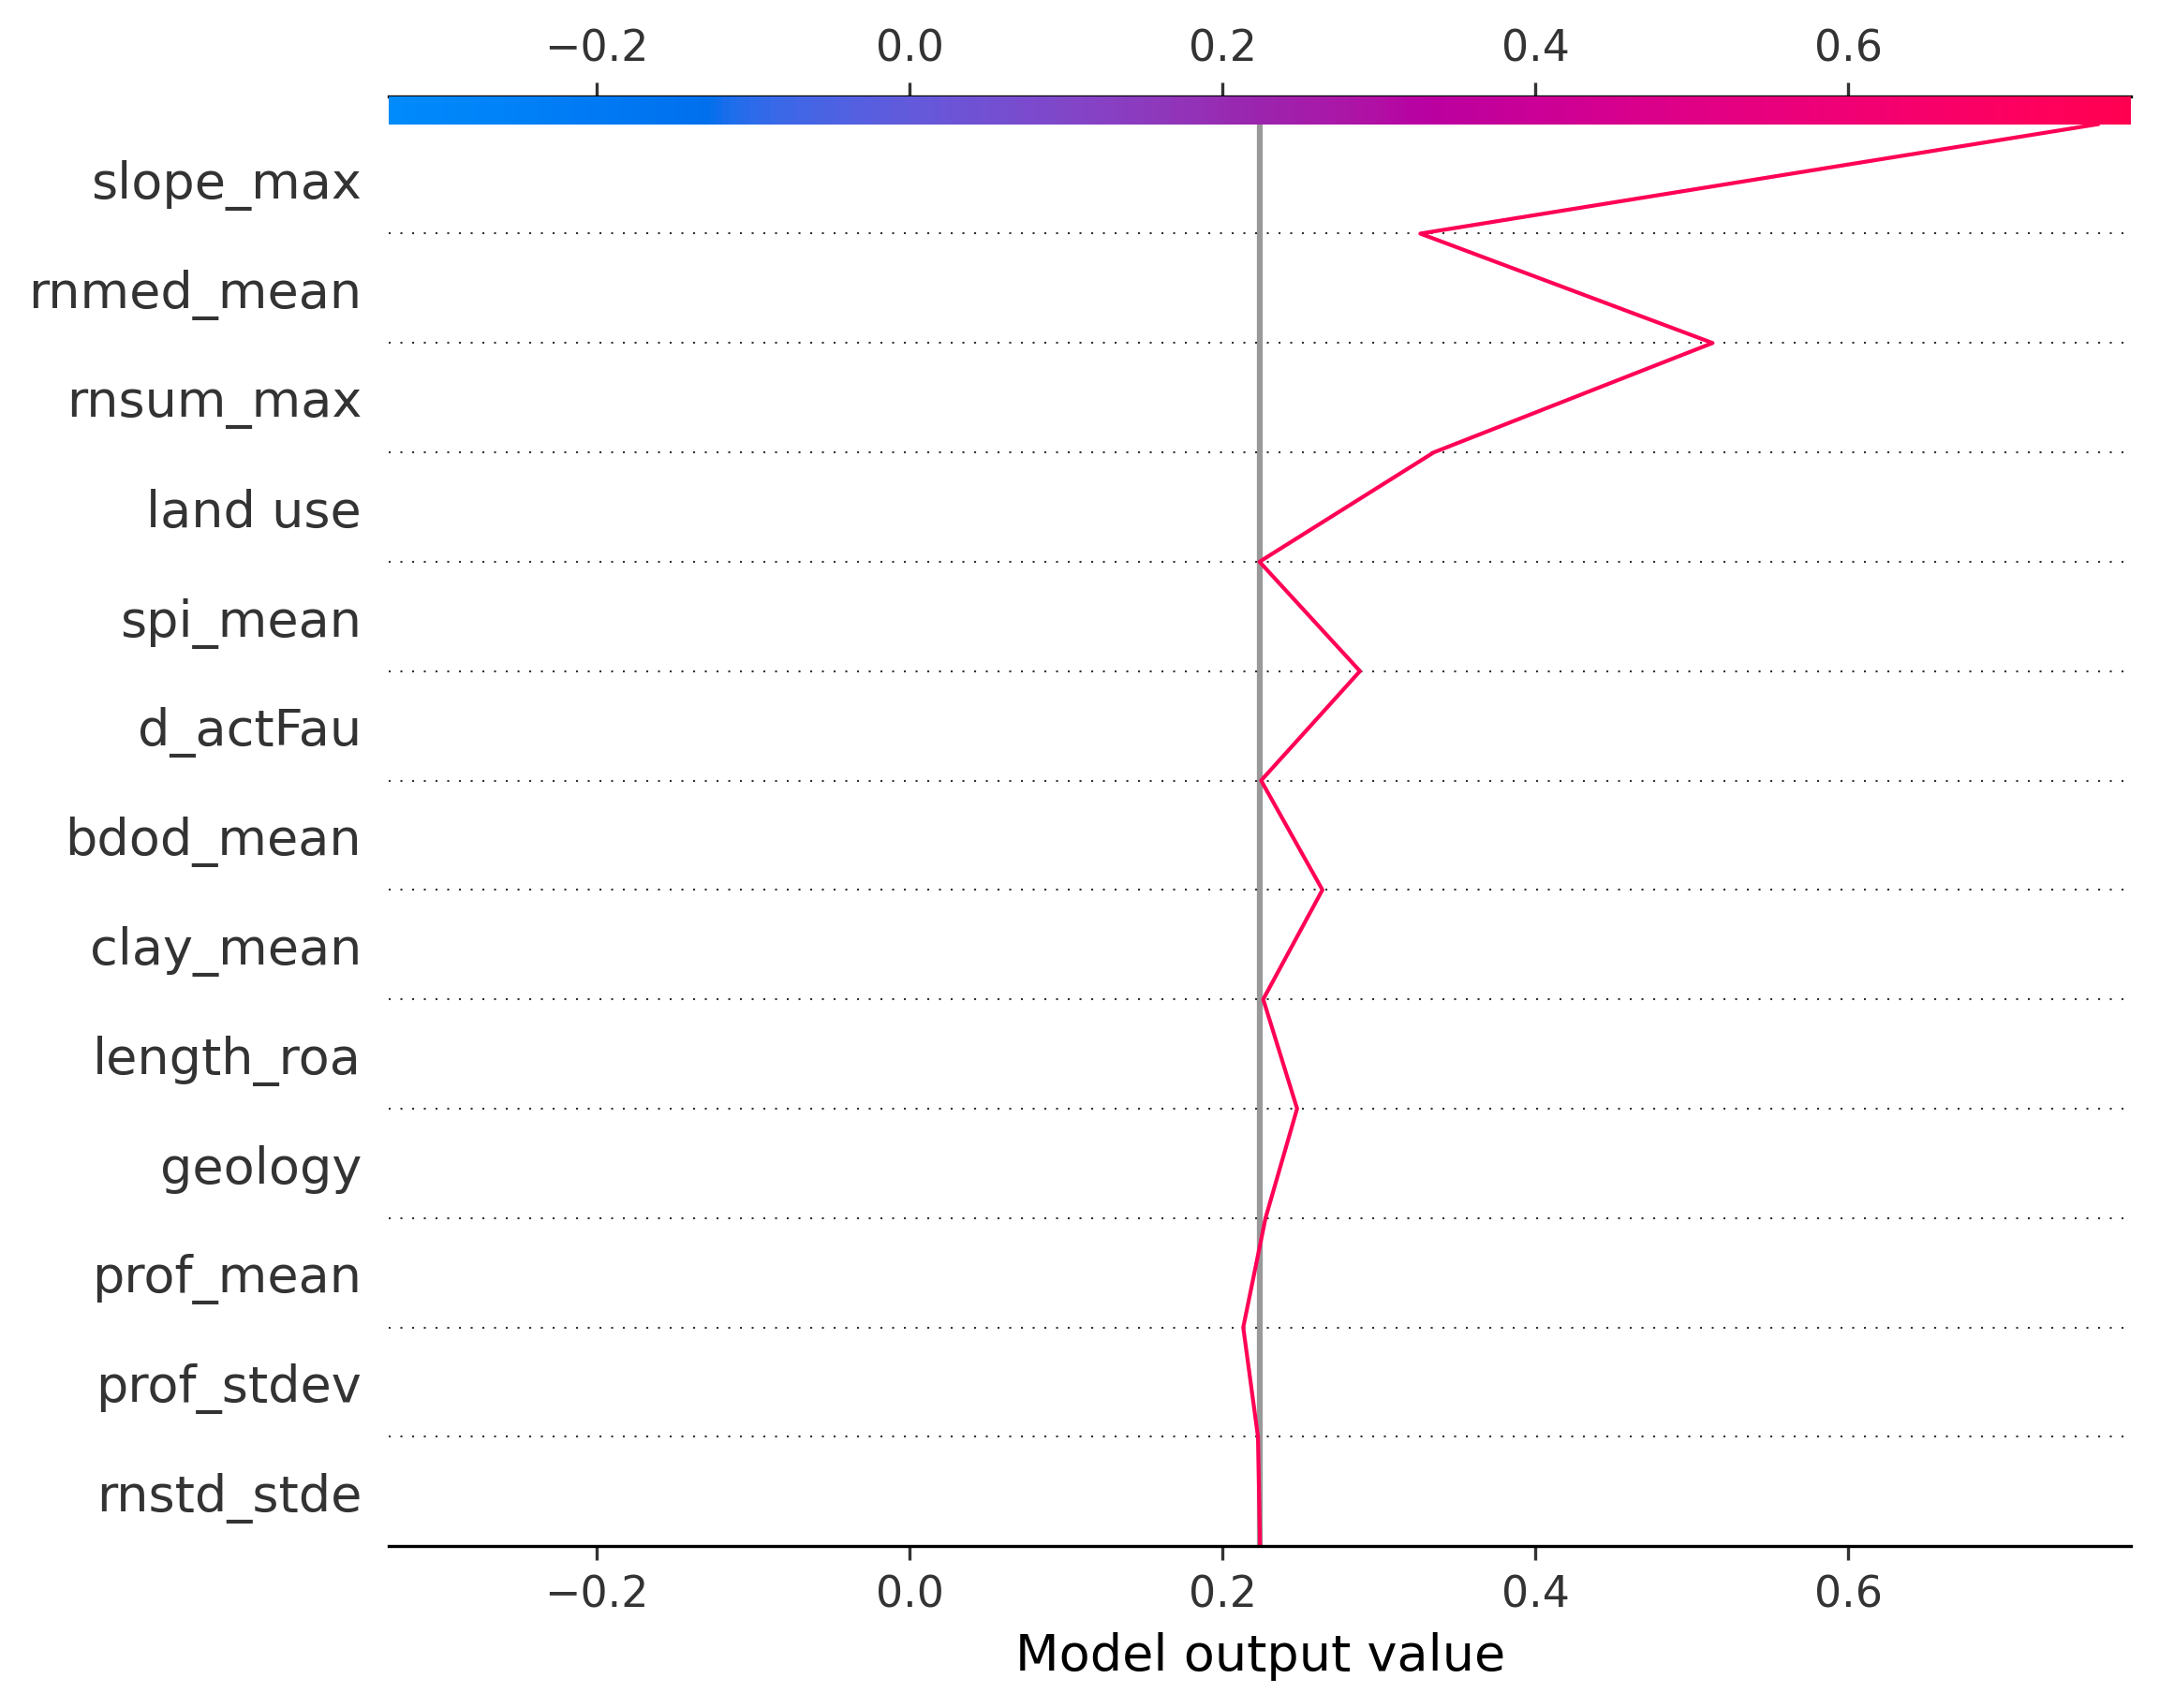 −0.2 0.0 0.2 0.4 0.6
slope_max
rnmed_mean
rnsum_max
land use
spi_mean
d_actFau
bdod_mean
clay_mean
length_roa
geology
prof_mean
prof_stdev
rnstd_stde
−0.2 0.0 0.2 0.4 0.6
Model output value